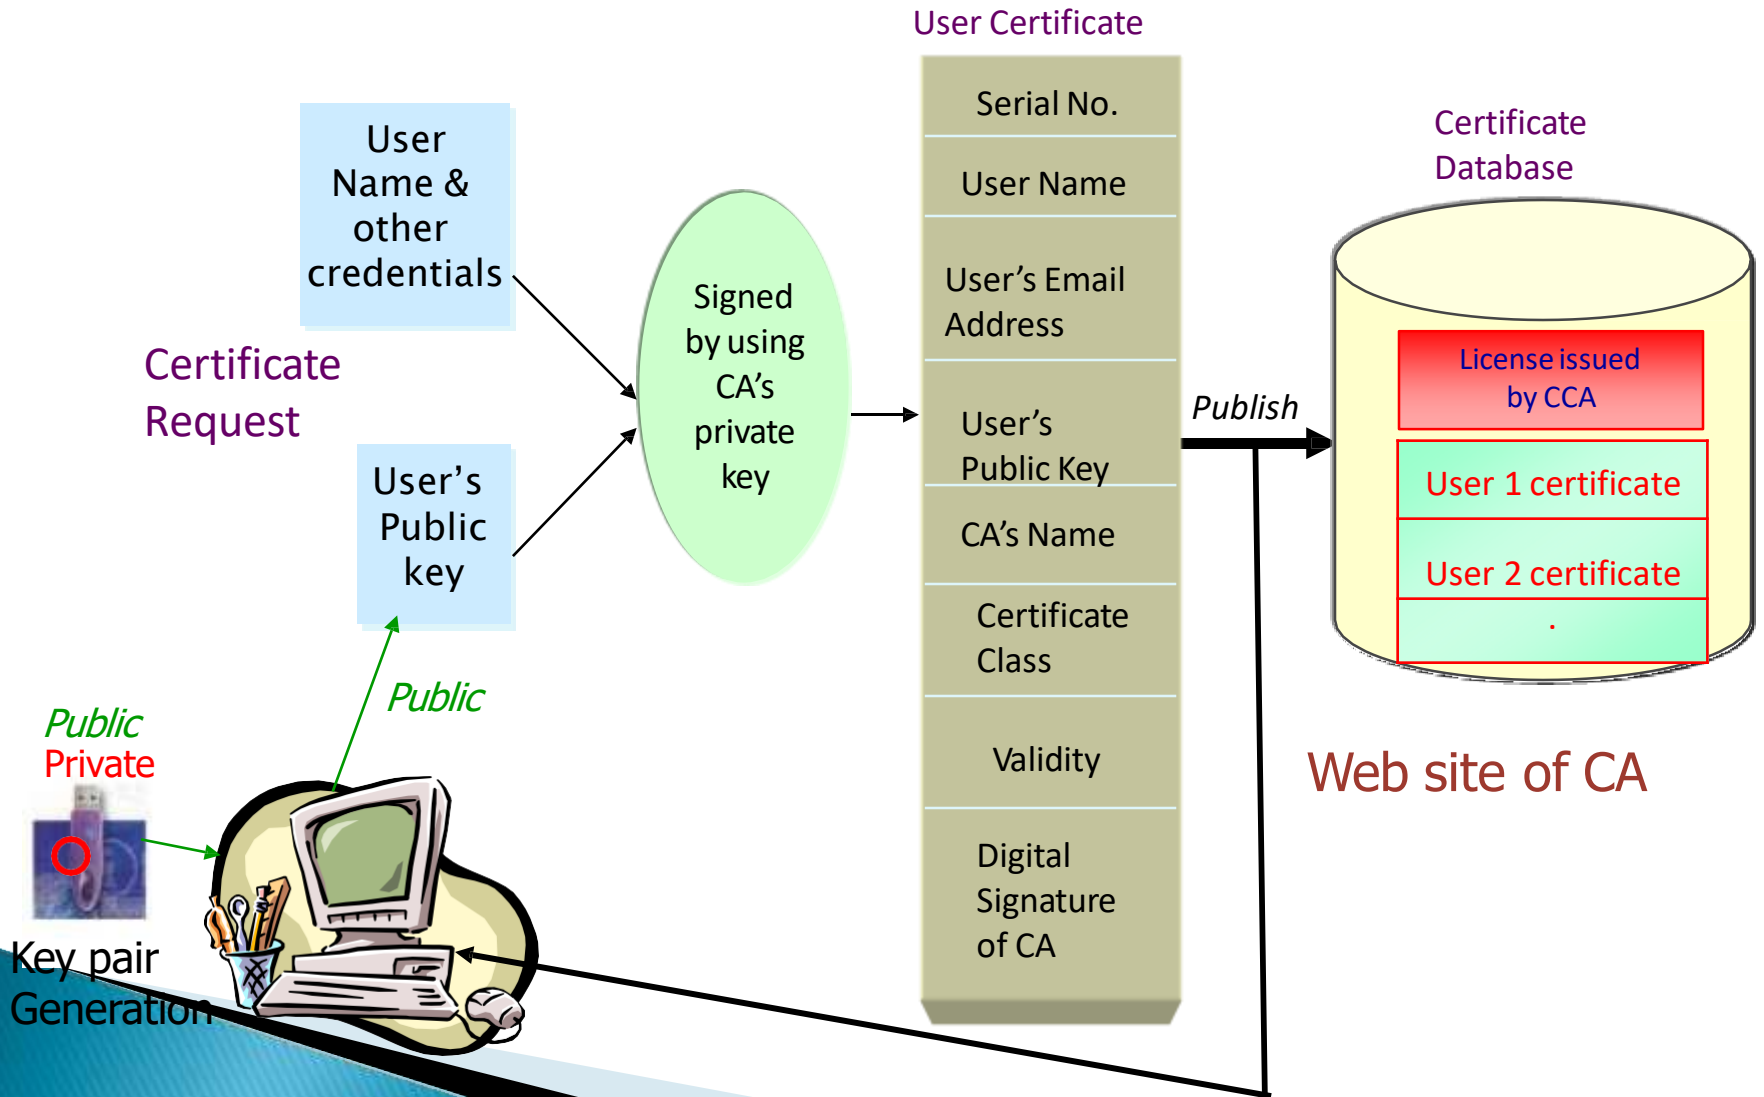 User Certificate
User
Name &
other
credentials
Certificate
Request
User's
Public
key
Public
Public
Private
Key pair
Generation
Signed
by using
CA's
private
key
Serial No.
User Name
User's Email
Address
User's
Public Key
CA's Name
Certificate
Class
Validity
Digital
Signature
of CA
Publish
Certificate
Database
License issued
by CCA
User 1 certificate
User 2 certificate
.
Web site of CA